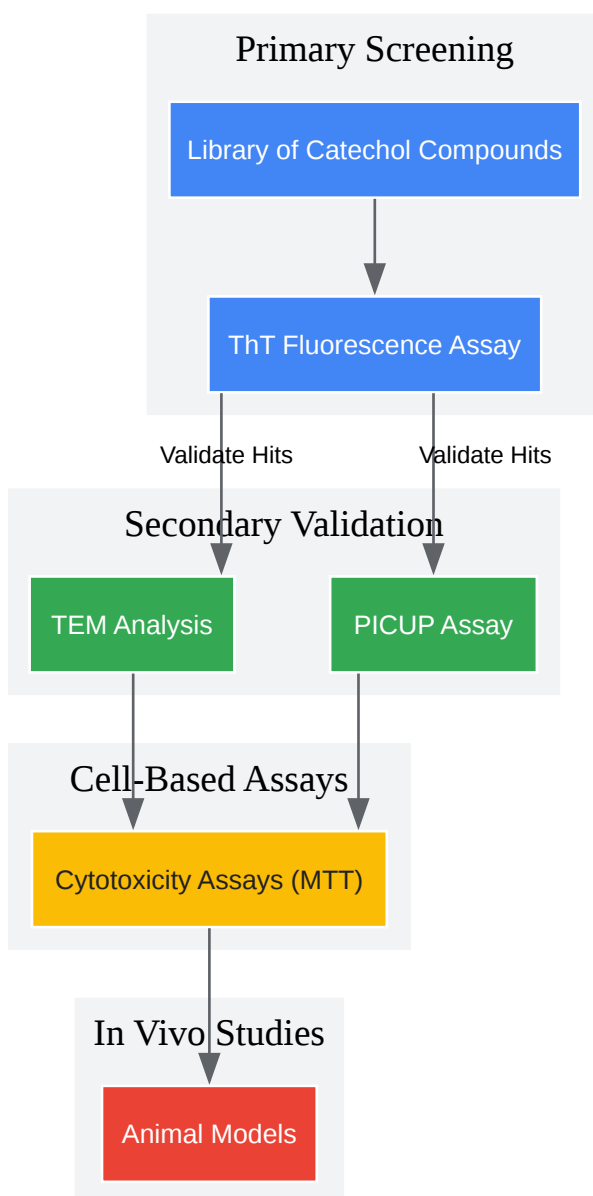 Primary Screening
Library of Catechol Compounds
ThT Fluorescence Assay
Validate Hits
Validate Hits
Secondary Validation
TEM Analysis
PICUP Assay
Cell-Based Assays
Cytotoxicity Assays (MTT)
In Vivo Studies
Animal Models